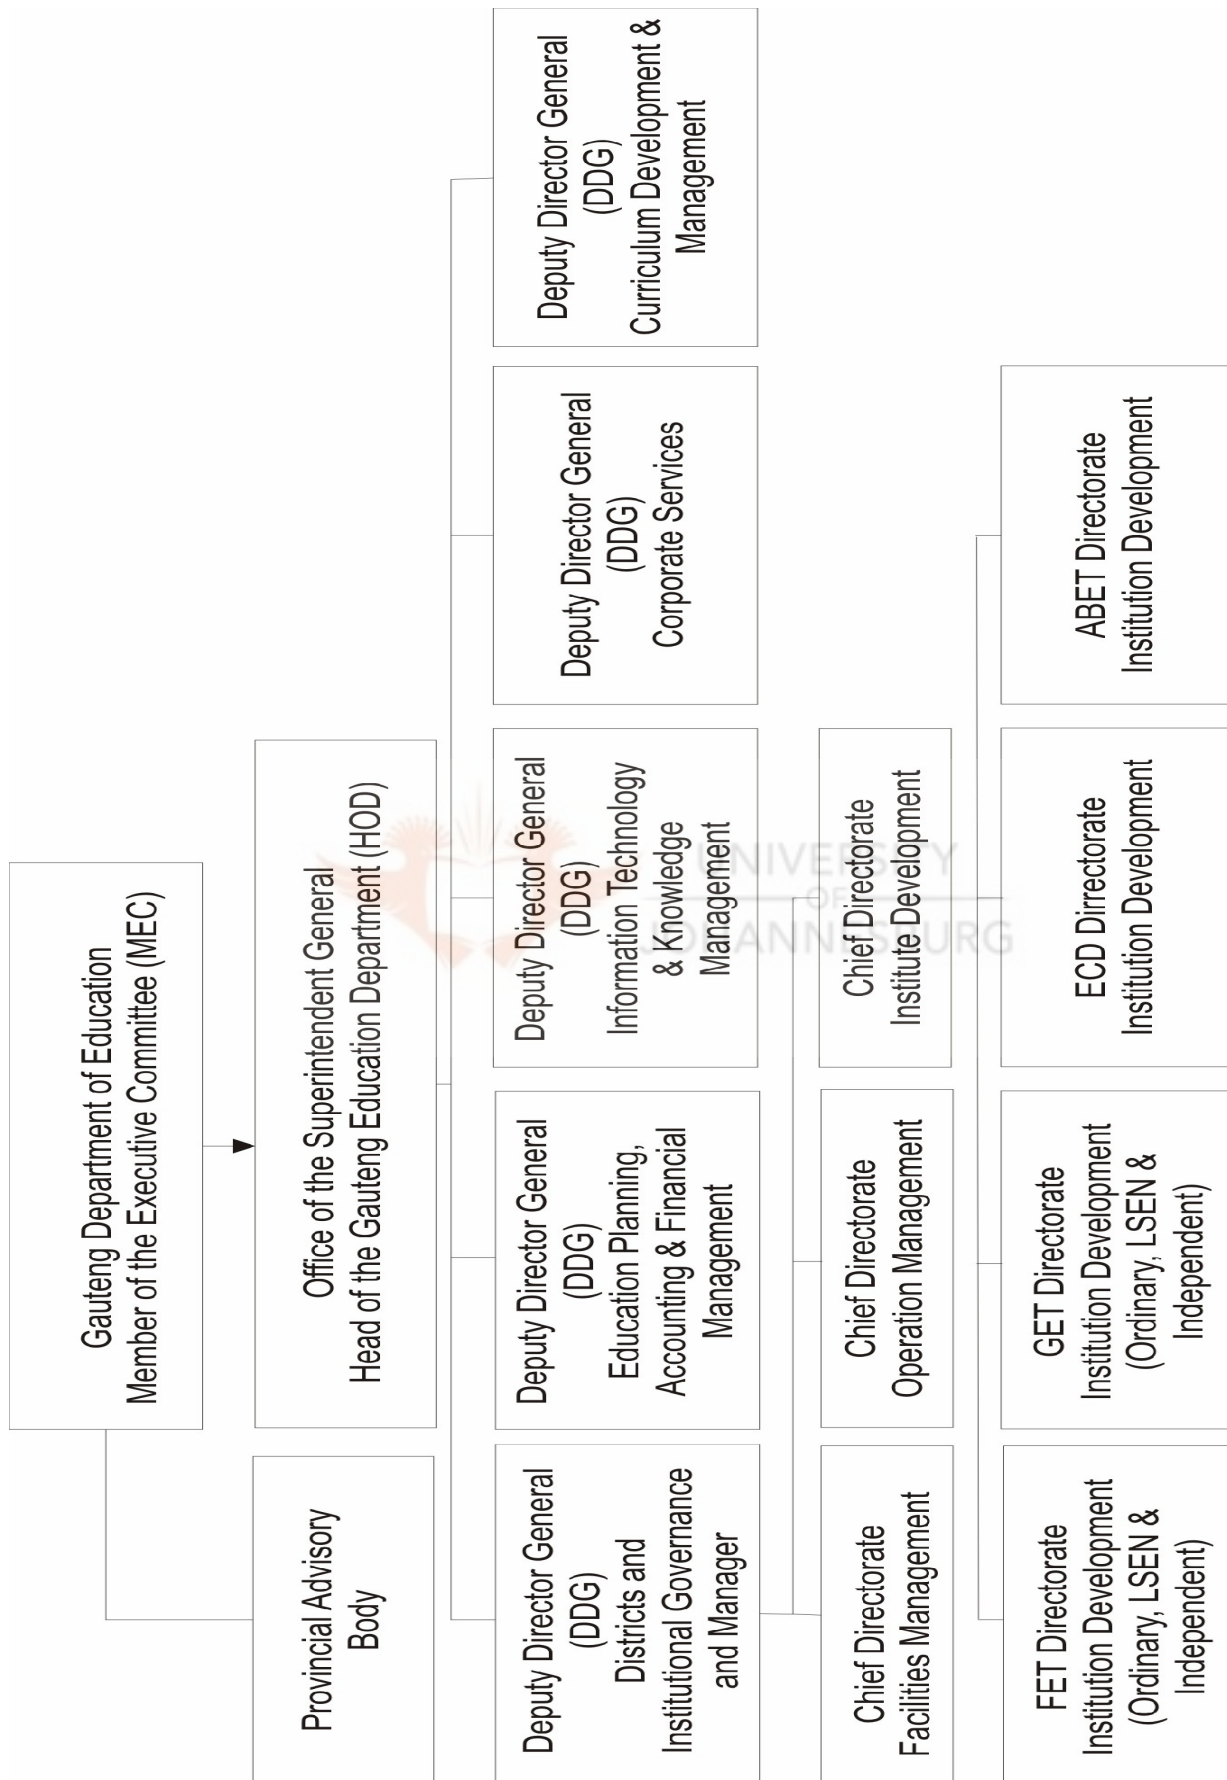 Gauteng Department of Education
Member of the Executive Committee (MEC)
Provincial Advisory
Body
Office of the Superintendent General
Head of the Gauteng Education Department (HOD)
Deputy Director General
(DDG)
Districts and
Institutional Governance
and Manager
Deputy Director General
(DDG)
Education Planning,
Accounting & Financial
Management
Deputy Director General
(DDG)
Information Technology
& Knowledge
Management
Deputy Director General
(DDG)
Corporate Services
Deputy Director General
(DDG)
Curriculum Development &
Management
Chief Directorate
Facilities Management
Chief Directorate
Operation Management
Chief Directorate
Institute Development
FET Directorate
Institution Development
(Ordinary, LSEN &
Independent)
GET Directorate
Institution Development
(Ordinary, LSEN &
Independent)
ECD Dirrectorate
Institution Development
ABET Directorate
Institution Development
UNIVERSITY
OF
JOHANNESBURG